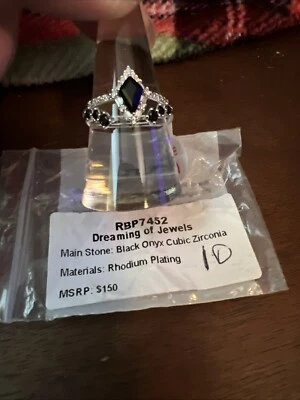 RBP7452
Dreaming of Jewels
Main Stone: Black Onyx Cubic Zirconia
Materials: Rhodium Plating
10
MSRP: $150